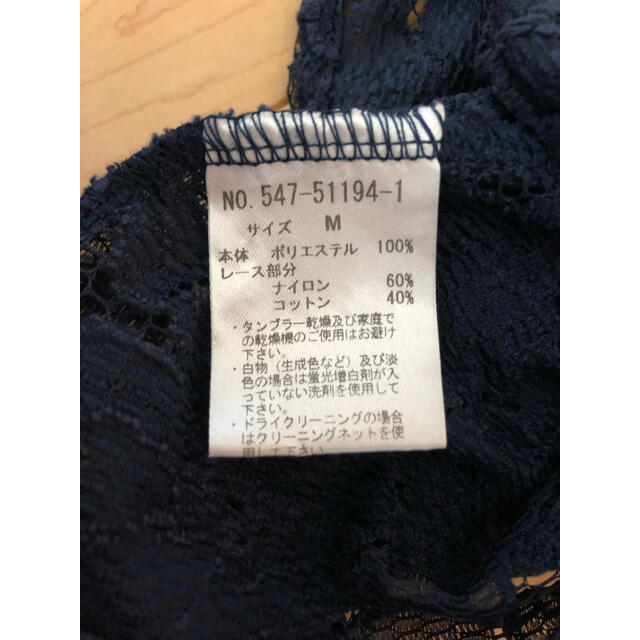 NO. 547-51194-1
サイズ M
本体 ポリエステル 100%
レース部分
ナイロン 60%
コットン 40%
・タンブラー乾燥及び家庭で
の乾燥機のご使用はお避け
下さい。
・白物（生成色など）及び淡
色の場合は蛍光増白剤が入
っていない洗剤を使用して
下さい。
・ドライクリーニングの場合
はクリーニングネットを使
用して下さい。